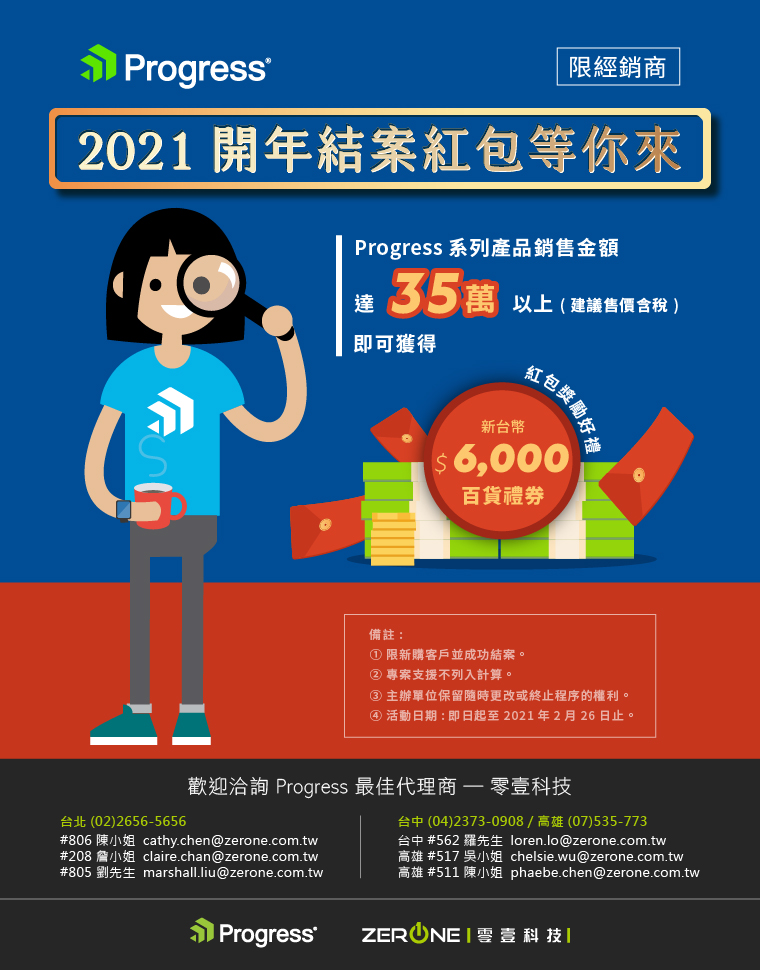 Progress®
限經銷商
2021 開年結案紅包等你來
Progress 系列產品銷售金額
達 35萬 以上 ( 建議售價含稅 )
即可獲得
紅包獎勵好禮
新台幣
$ 6,000
百貨禮券
備註 :
① 限新購客戶並成功結案。
② 專案支援不列入計算。
③ 主辦單位保留隨時更改或終止程序的權利。
④ 活動日期 : 即日起至 2021 年 2 月 26 日止。
歡迎洽詢 Progress 最佳代理商 — 零壹科技
台北 (02)2656-5656
#806 陳小姐 cathy.chen@zerone.com.tw
#208 詹小姐 claire.chan@zerone.com.tw
#805 劉先生 marshall.liu@zerone.com.tw
台中 (04)2373-0908 / 高雄 (07)535-773
台中 #562 羅先生 loren.lo@zerone.com.tw
高雄 #517 吳小姐 chelsie.wu@zerone.com.tw
高雄 #511 陳小姐 phaebe.chen@zerone.com.tw
Progress®
ZERONE | 零壹科技 |